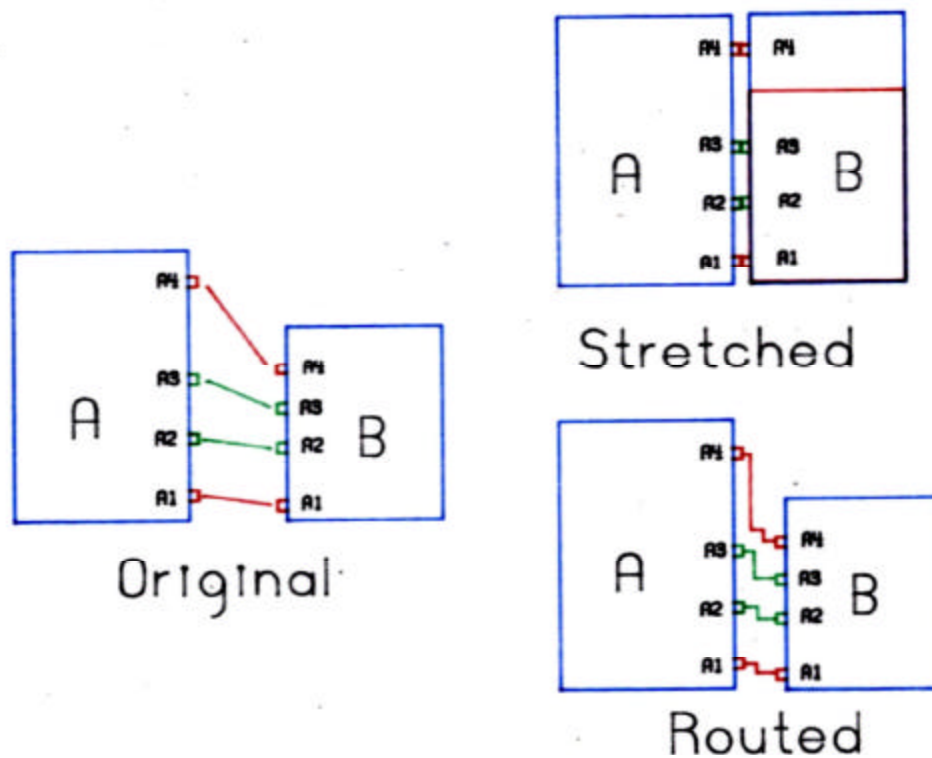 A4 A4
A3 A3
A B
A2 A2
A1 A1
Stretched
A4
A4
A3
A3
A B
A2 A2
A1 A1
Original
A4
A4
A3
A3
A B
A2 A2
A1 A1
Routed